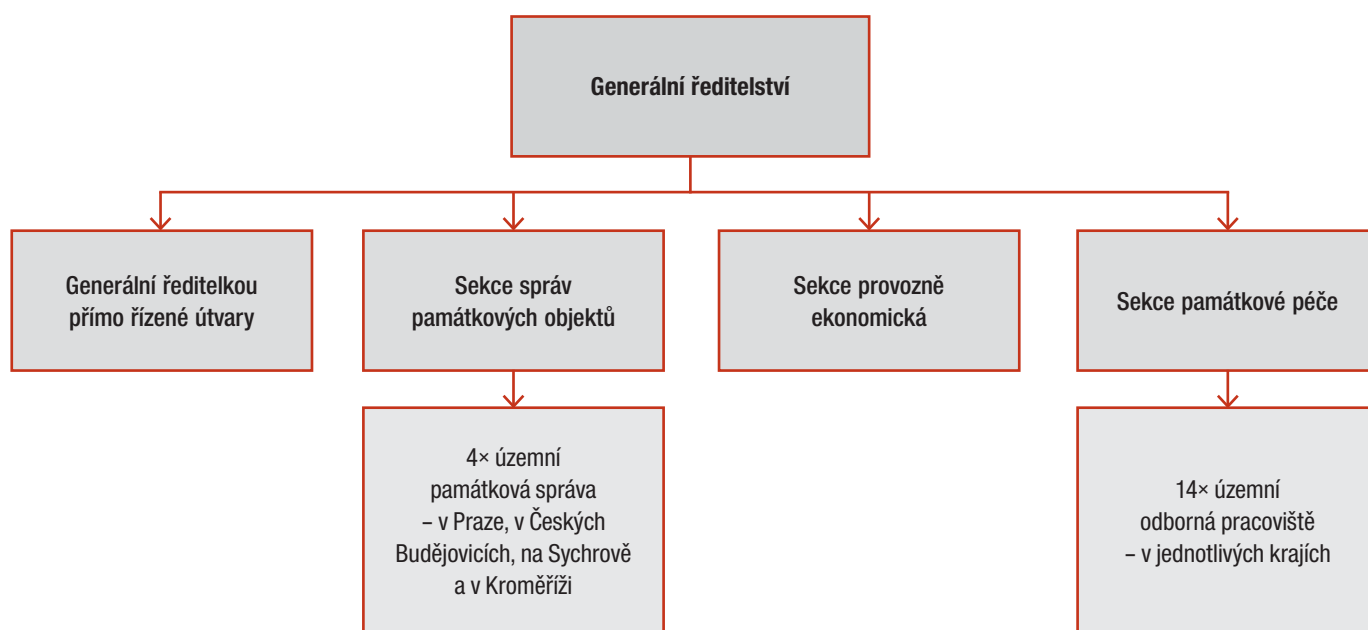 Generální ředitelství
Generální ředitelkou
přímo řízené útvary
Sekce správ
památkových objektů
Sekce provozně
ekonomická
Sekce památkové péče
4× územní
památková správa
– v Praze, v Českých
Budějovicích, na Sychrově
a v Kroměříži
14× územní
odborná pracoviště
– v jednotlivých krajích